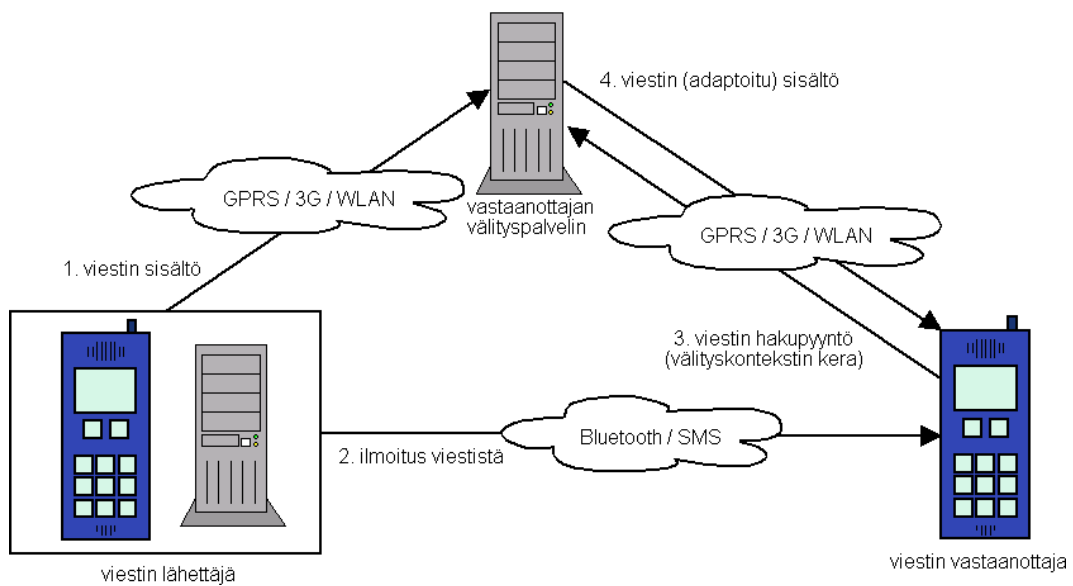 4. viestin (adaptoitu) sisältö
GPRS / 3G / WLAN
vastaanottajan
välityspalvelin
GPRS / 3G / WLAN
1. viestin sisältö
3. viestin hakupyyntö
(välityskontekstin kera)
Bluetooth / SMS
2. ilmoitus viestistä
viestin vastaanottaja
viestin lähettäjä